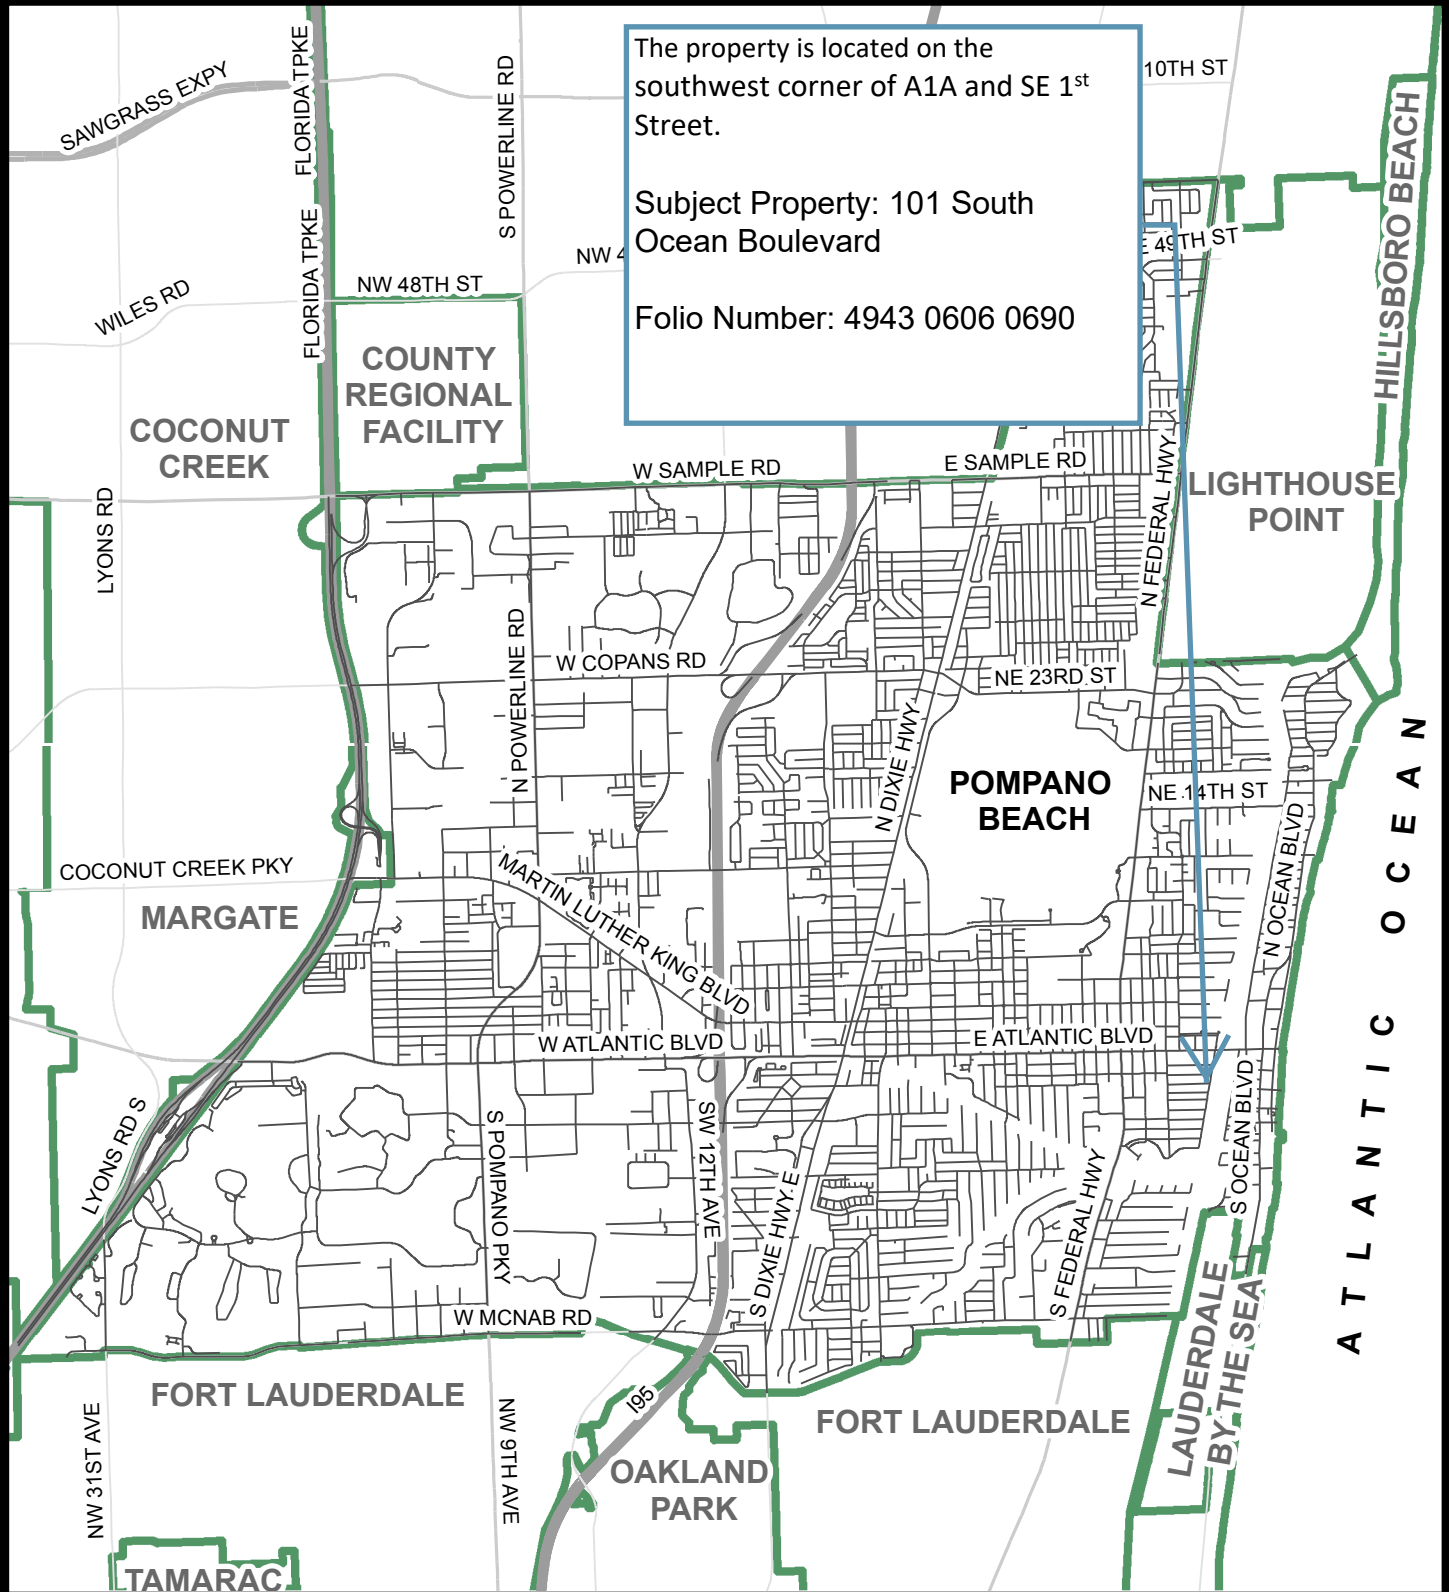 The property is located on the
southwest corner of A1A and SE 1st
Street.
Subject Property: 101 South
Ocean Boulevard
Folio Number: 4943 0606 0690
SAWGRASS EXPY
FLORIDA TPKE
S POWERLINE RD
10TH ST
HILLSBORO BEACH
FLORIDA TPKE
NW 4
E 49TH ST
WILES RD
NW 48TH ST
COUNTY
REGIONAL
FACILITY
COCONUT
CREEK
W SAMPLE RD
E SAMPLE RD
LIGHTHOUSE
POINT
LYONS RD
N FEDERAL HWY
N POWERLINE RD
W COPANS RD
NE 23RD ST
N DIXIE HWY
POMPANO
BEACH
NE 14TH ST
ATLANTIC OCEAN
COCONUT CREEK PKY
MARTIN LUTHER KING BLVD
N OCEAN BLVD
MARGATE
W ATLANTIC BLVD
E ATLANTIC BLVD
LYONS RD S
S POMPANO PKY
SW 12TH AVE
S DIXIE HWY E
S FEDERAL HWY
S OCEAN BLVD
W MCNAB RD
LAUDERDALE
BY THE SEA
FORT LAUDERDALE
I95
FORT LAUDERDALE
NW 31ST AVE
NW 9TH AVE
OAKLAND
PARK
TAMARAC